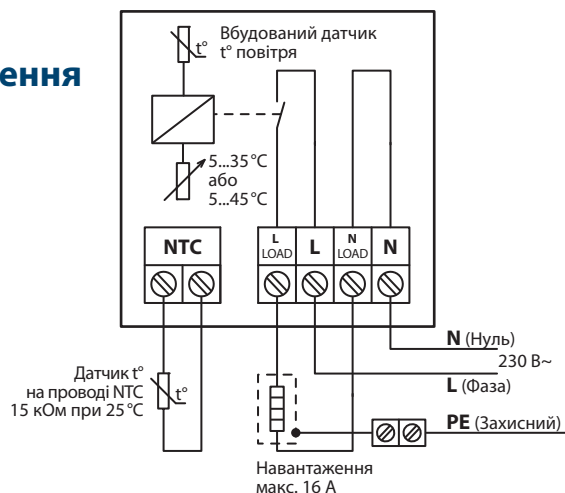 ення
Вбудований датчик
t° t° повітря
5...35 °C
або
5...45 °C
NTC
L LOAD
L
N LOAD
N
N (Нуль)
230 В~
L (Фаза)
PE (Захисний)
Датчик t°
на проводі NTC
15 кОм при 25 °C
t°
Навантаження
макс. 16 А